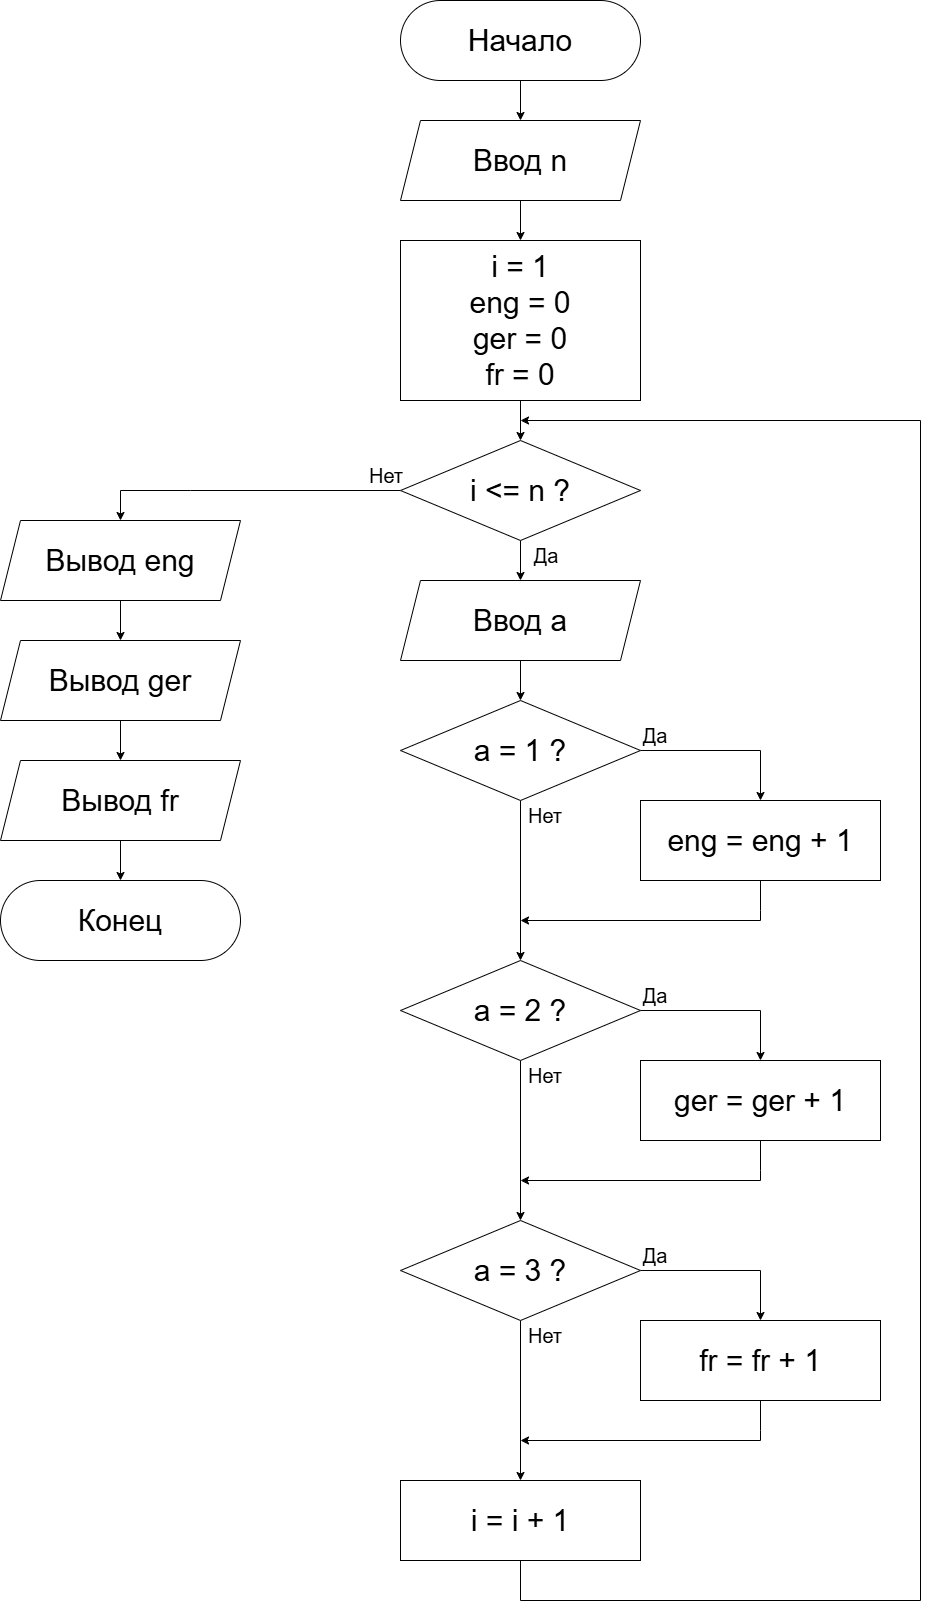 Начало
Ввод n
i = 1
eng = 0
ger = 0
fr = 0
i <= n ?
Нет
Да
Вывод eng
Вывод ger
Вывод fr
Конец
Ввод a
a = 1 ?
Да
Нет
eng = eng + 1
a = 2 ?
Да
Нет
ger = ger + 1
a = 3 ?
Да
Нет
fr = fr + 1
i = i + 1